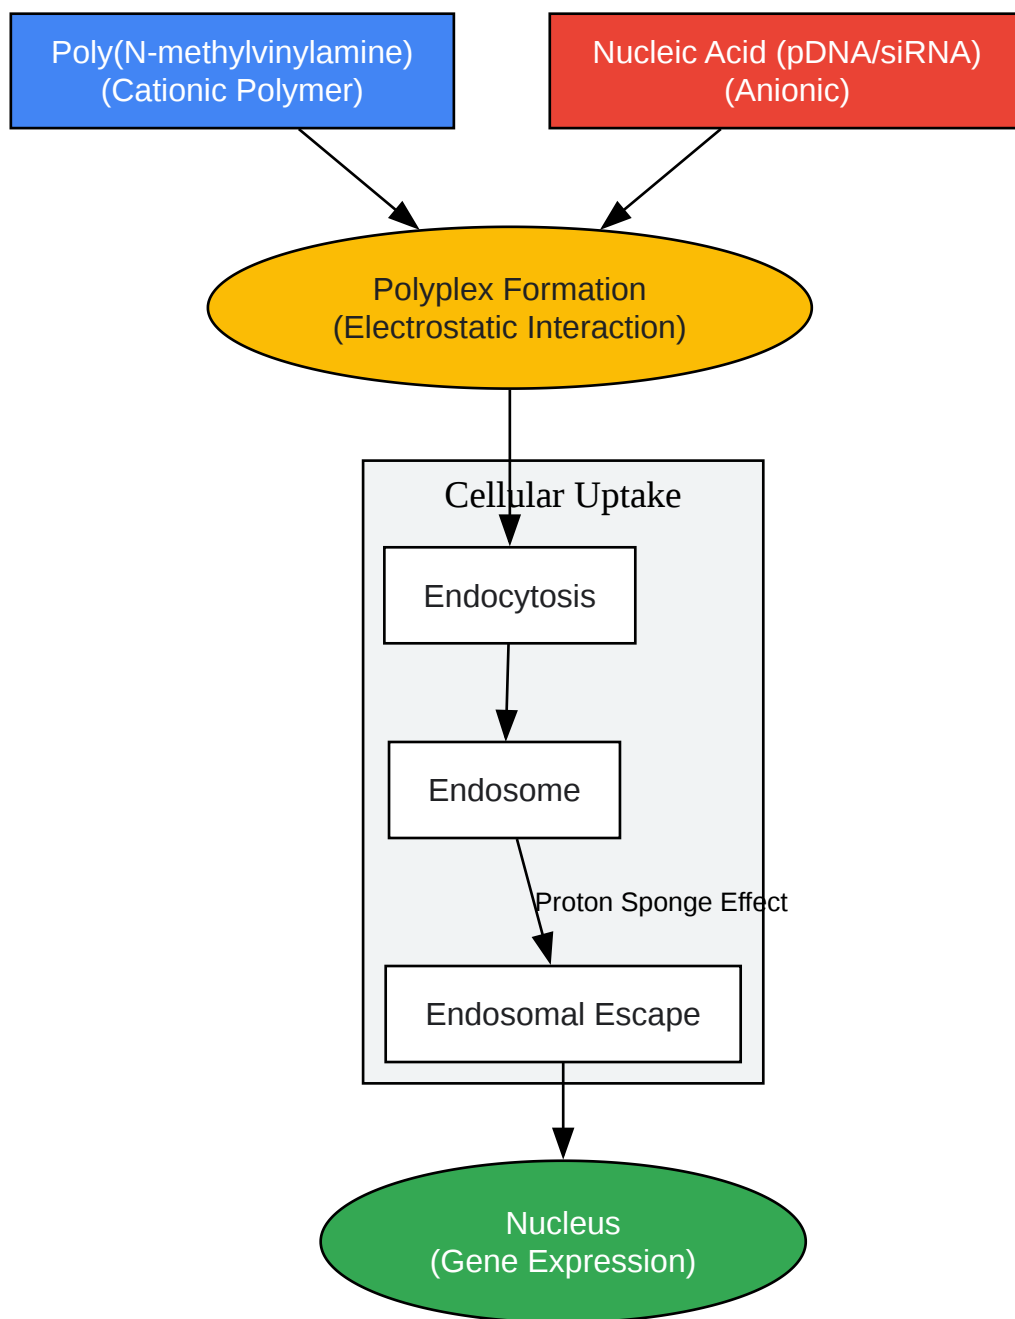 Poly(N-methylvinylamine)
(Cationic Polymer)
Nucleic Acid (pDNA/siRNA)
(Anionic)
Polyplex Formation
(Electrostatic Interaction)
Cellular Uptake
Endocytosis
Endosome
Proton Sponge Effect
Endosomal Escape
Nucleus
(Gene Expression)